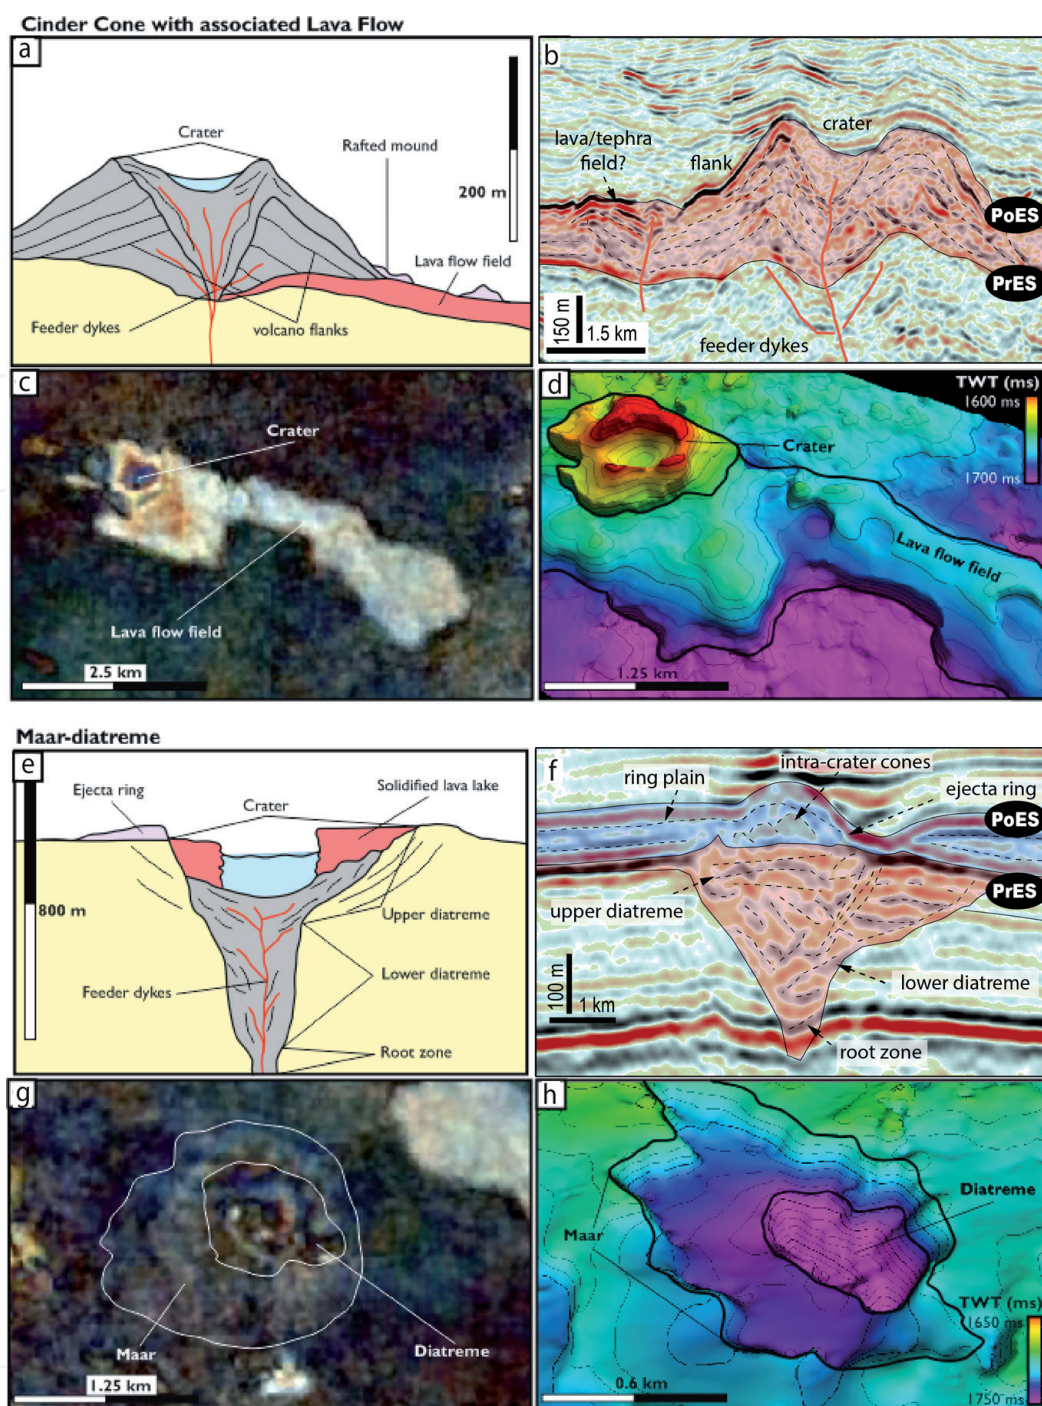 Cinder Cone with associated Lava Flow
a
Crater
Rafted mound
200 m
Lava flow field
Feeder dykes
volcano flanks
b
crater
lava/tephra
field?
flank
PoES
PrES
150 m
1.5 km
feeder dykes
c
Crater
Lava flow field
2.5 km
d
TWT (ms)
1600 ms
Crater
1700 ms
Lava flow field
1.25 km
Maar-diatreme
e
Ejecta ring
Crater
Solidified lava lake
800 m
Upper diatreme
Feeder dykes
Lower diatreme
Root zone
f
intra-crater cones
ring plain
ejecta ring
PoES
PrES
upper diatreme
lower diatreme
100 m
1 km
root zone
g
Maar
Diatreme
1.25 km
h
Diatreme
Maar
TWT (ms)
1650 ms
0.6 km
1750 ms